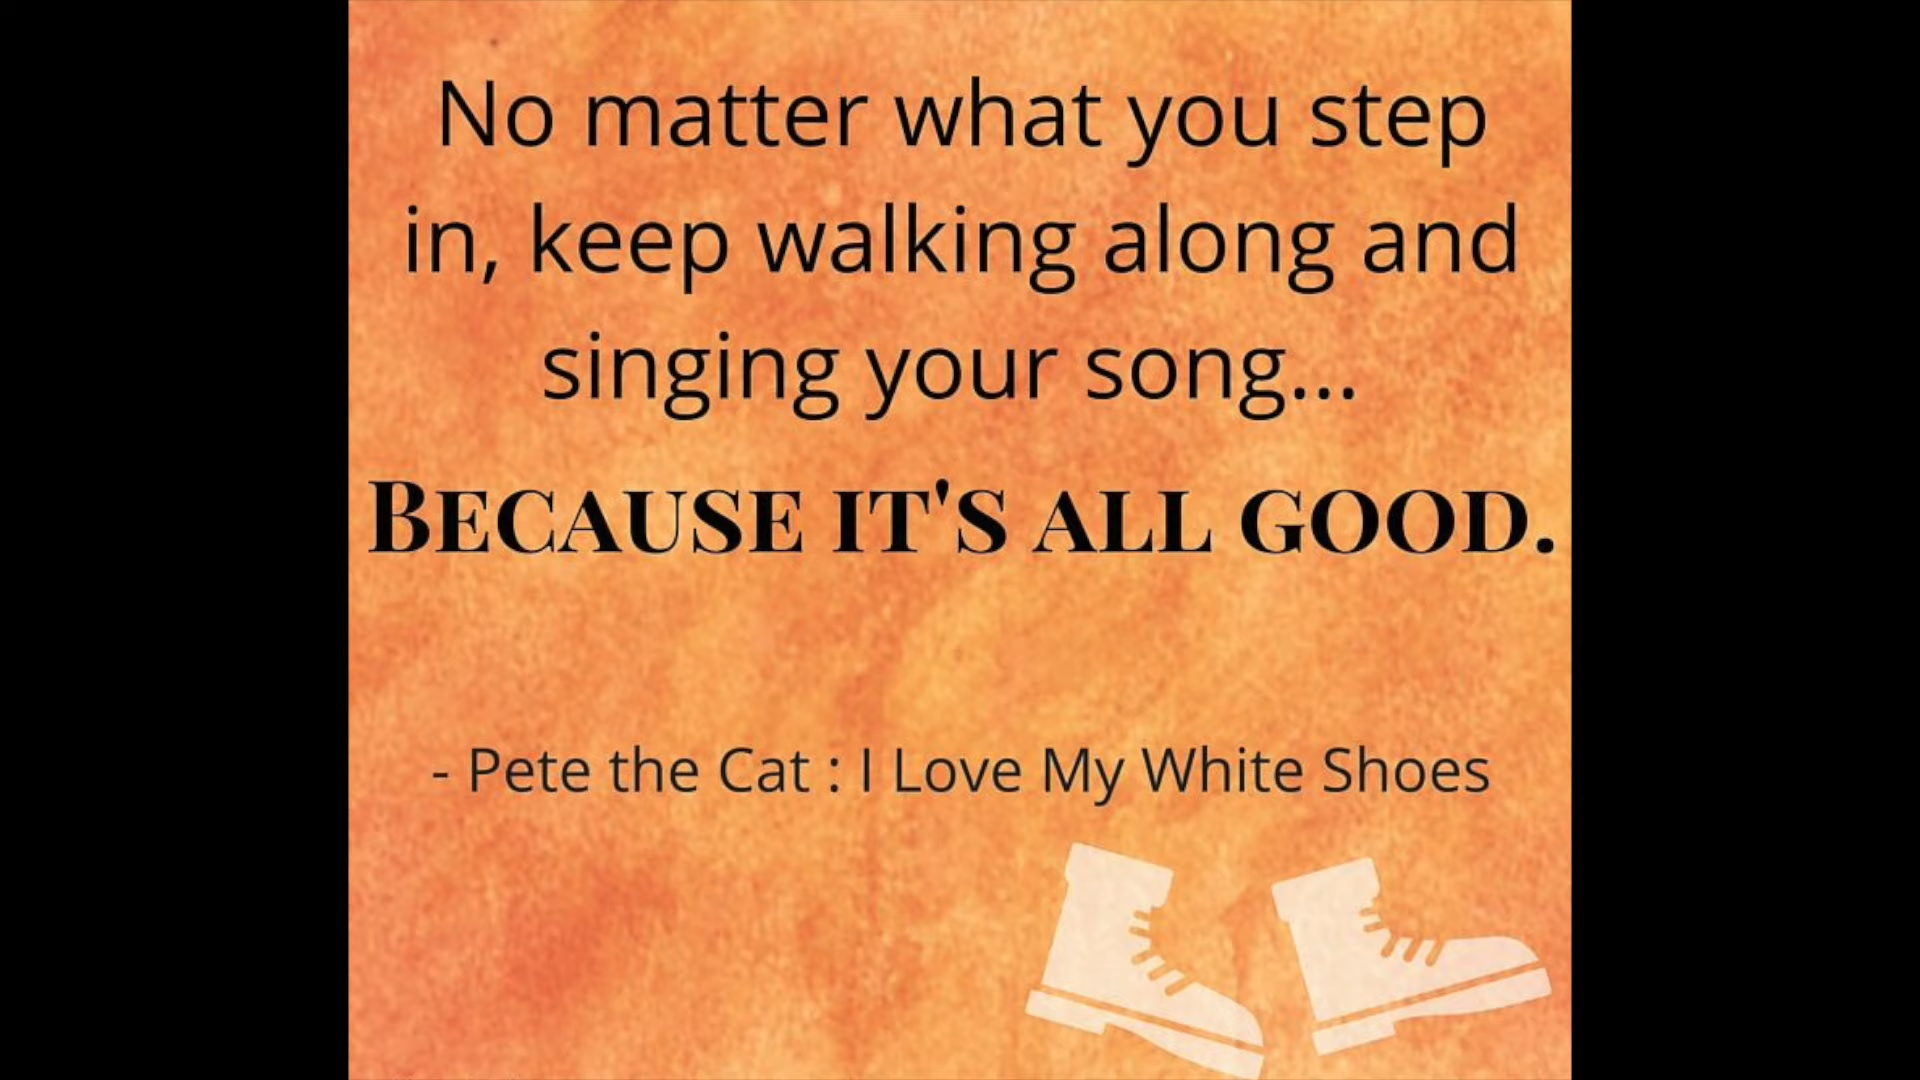 No matter what you step
in, keep walking along and
singing your song...
BECAUSE IT'S ALL GOOD.
- Pete the Cat : I Love My White Shoes